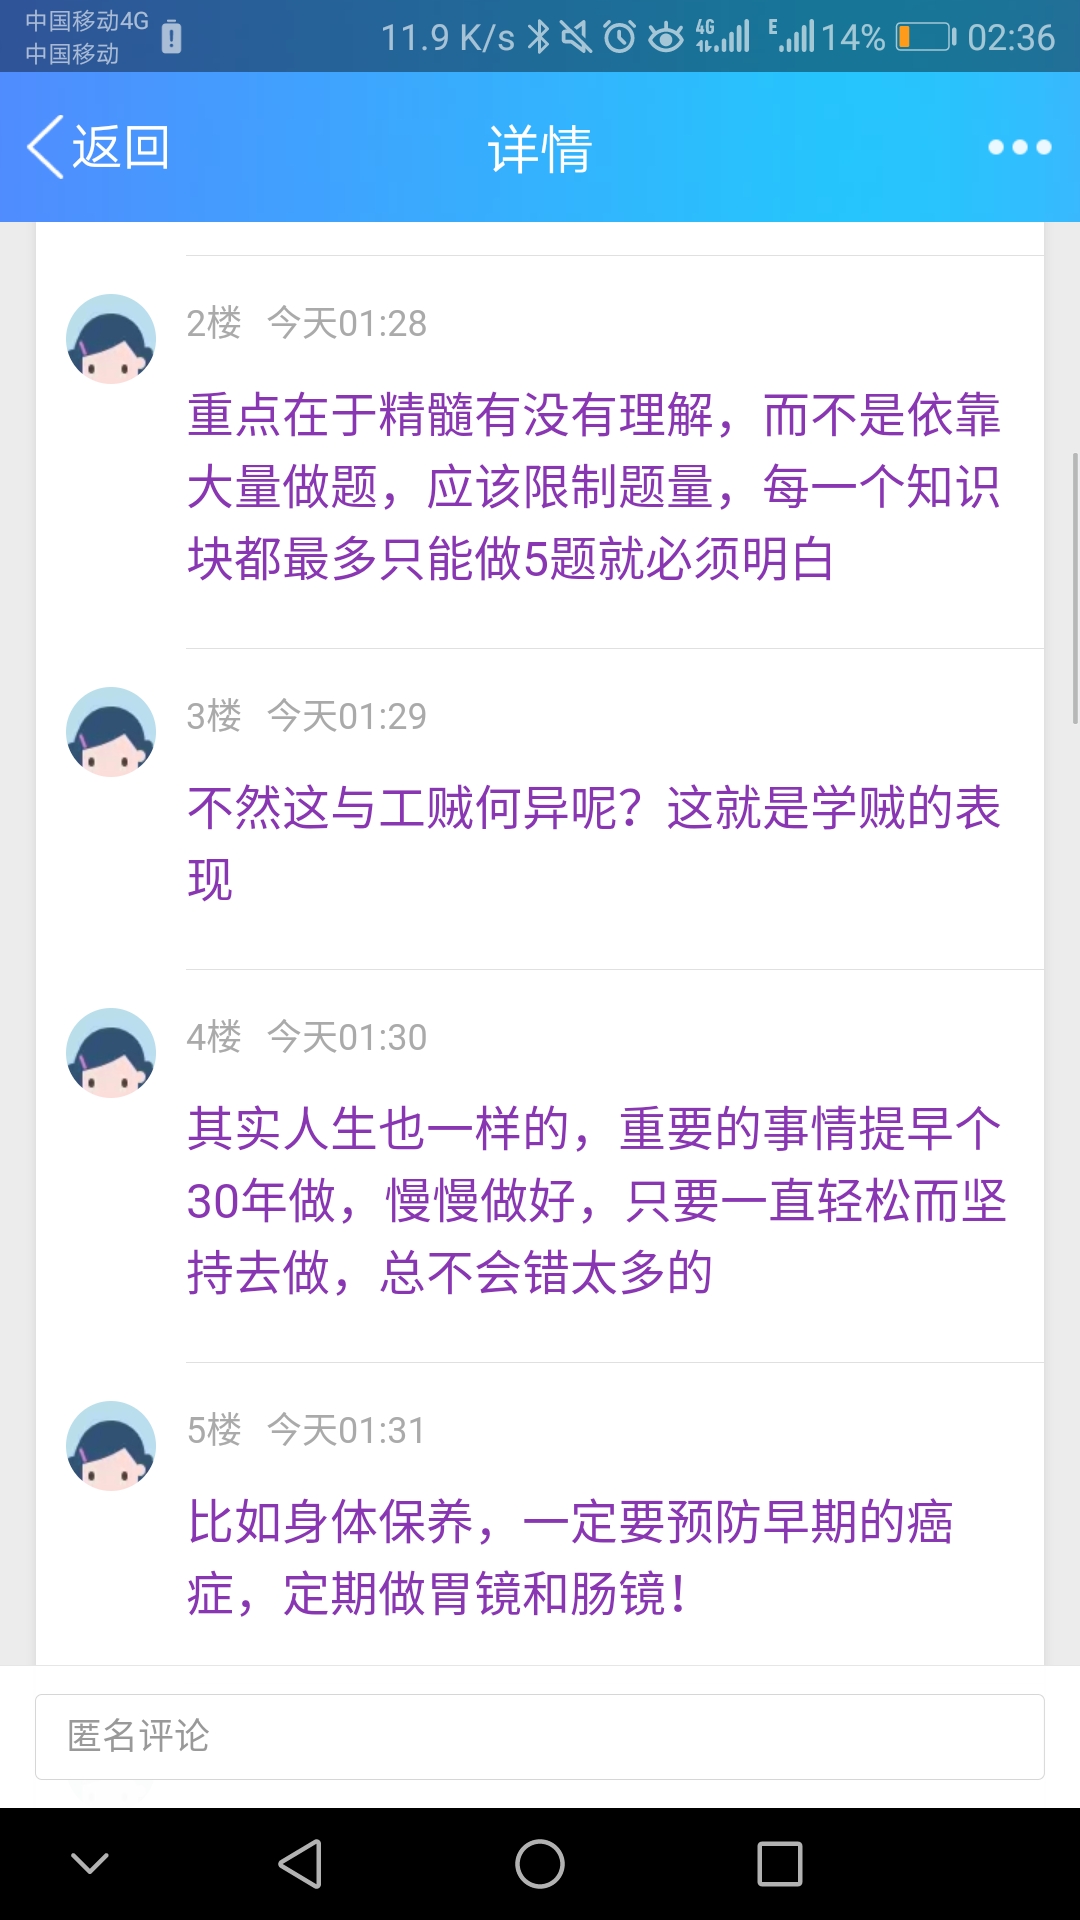 中国移动4G
中国移动
11.9 K/s
4G
E
14%
02:36
返回
详情
2楼 今天01:28
重点在于精髓有没有理解，而不是依靠
大量做题，应该限制题量，每一个知识
块都最多只能做5题就必须明白
3楼 今天01:29
不然这与工贼何异呢？这就是学贼的表
现
4楼 今天01:30
其实人生也一样的，重要的事情提早个
30年做，慢慢做好，只要一直轻松而坚
持去做，总不会错太多的
5楼 今天01:31
比如身体保养，一定要预防早期的癌
症，定期做胃镜和肠镜！
匿名评论